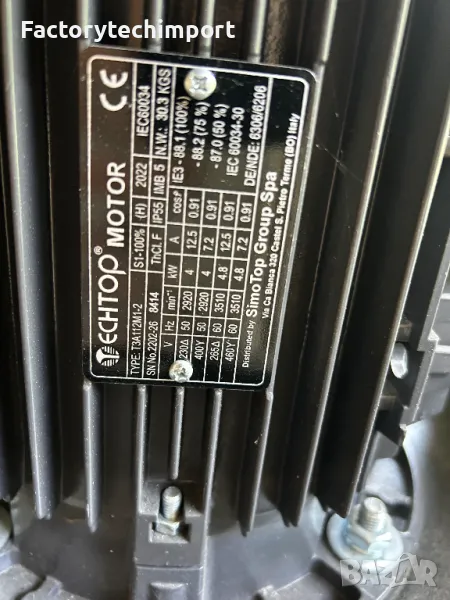 Factorytechimport
TECHTOP® MOTOR CE
TYPE: T3A112M1-2 S1-100% (H) 2022 IEC60034
SN No.2202-26 8414 ThCl. F IP55 IMB 5 N.W.: 30.3 KGS
V Hz min⁻¹ kW A cosφ IE3 - 88.1 (100%)
230Δ 50 2920 4 12.5 0.91 - 88.2 (75 %)
400Y 50 2920 4 7.2 0.91 - 87.0 (50 %)
265Δ 60 3510 4.8 12.5 0.91 IEC 60034-30
460Y 60 3510 4.8 7.2 0.91 DE/NDE: 6306/6206
Distributed by SimoTop Group Spa
Via Ca Bianca 320 Castel S. Pietro Terme (BO) Italy
BAZAR